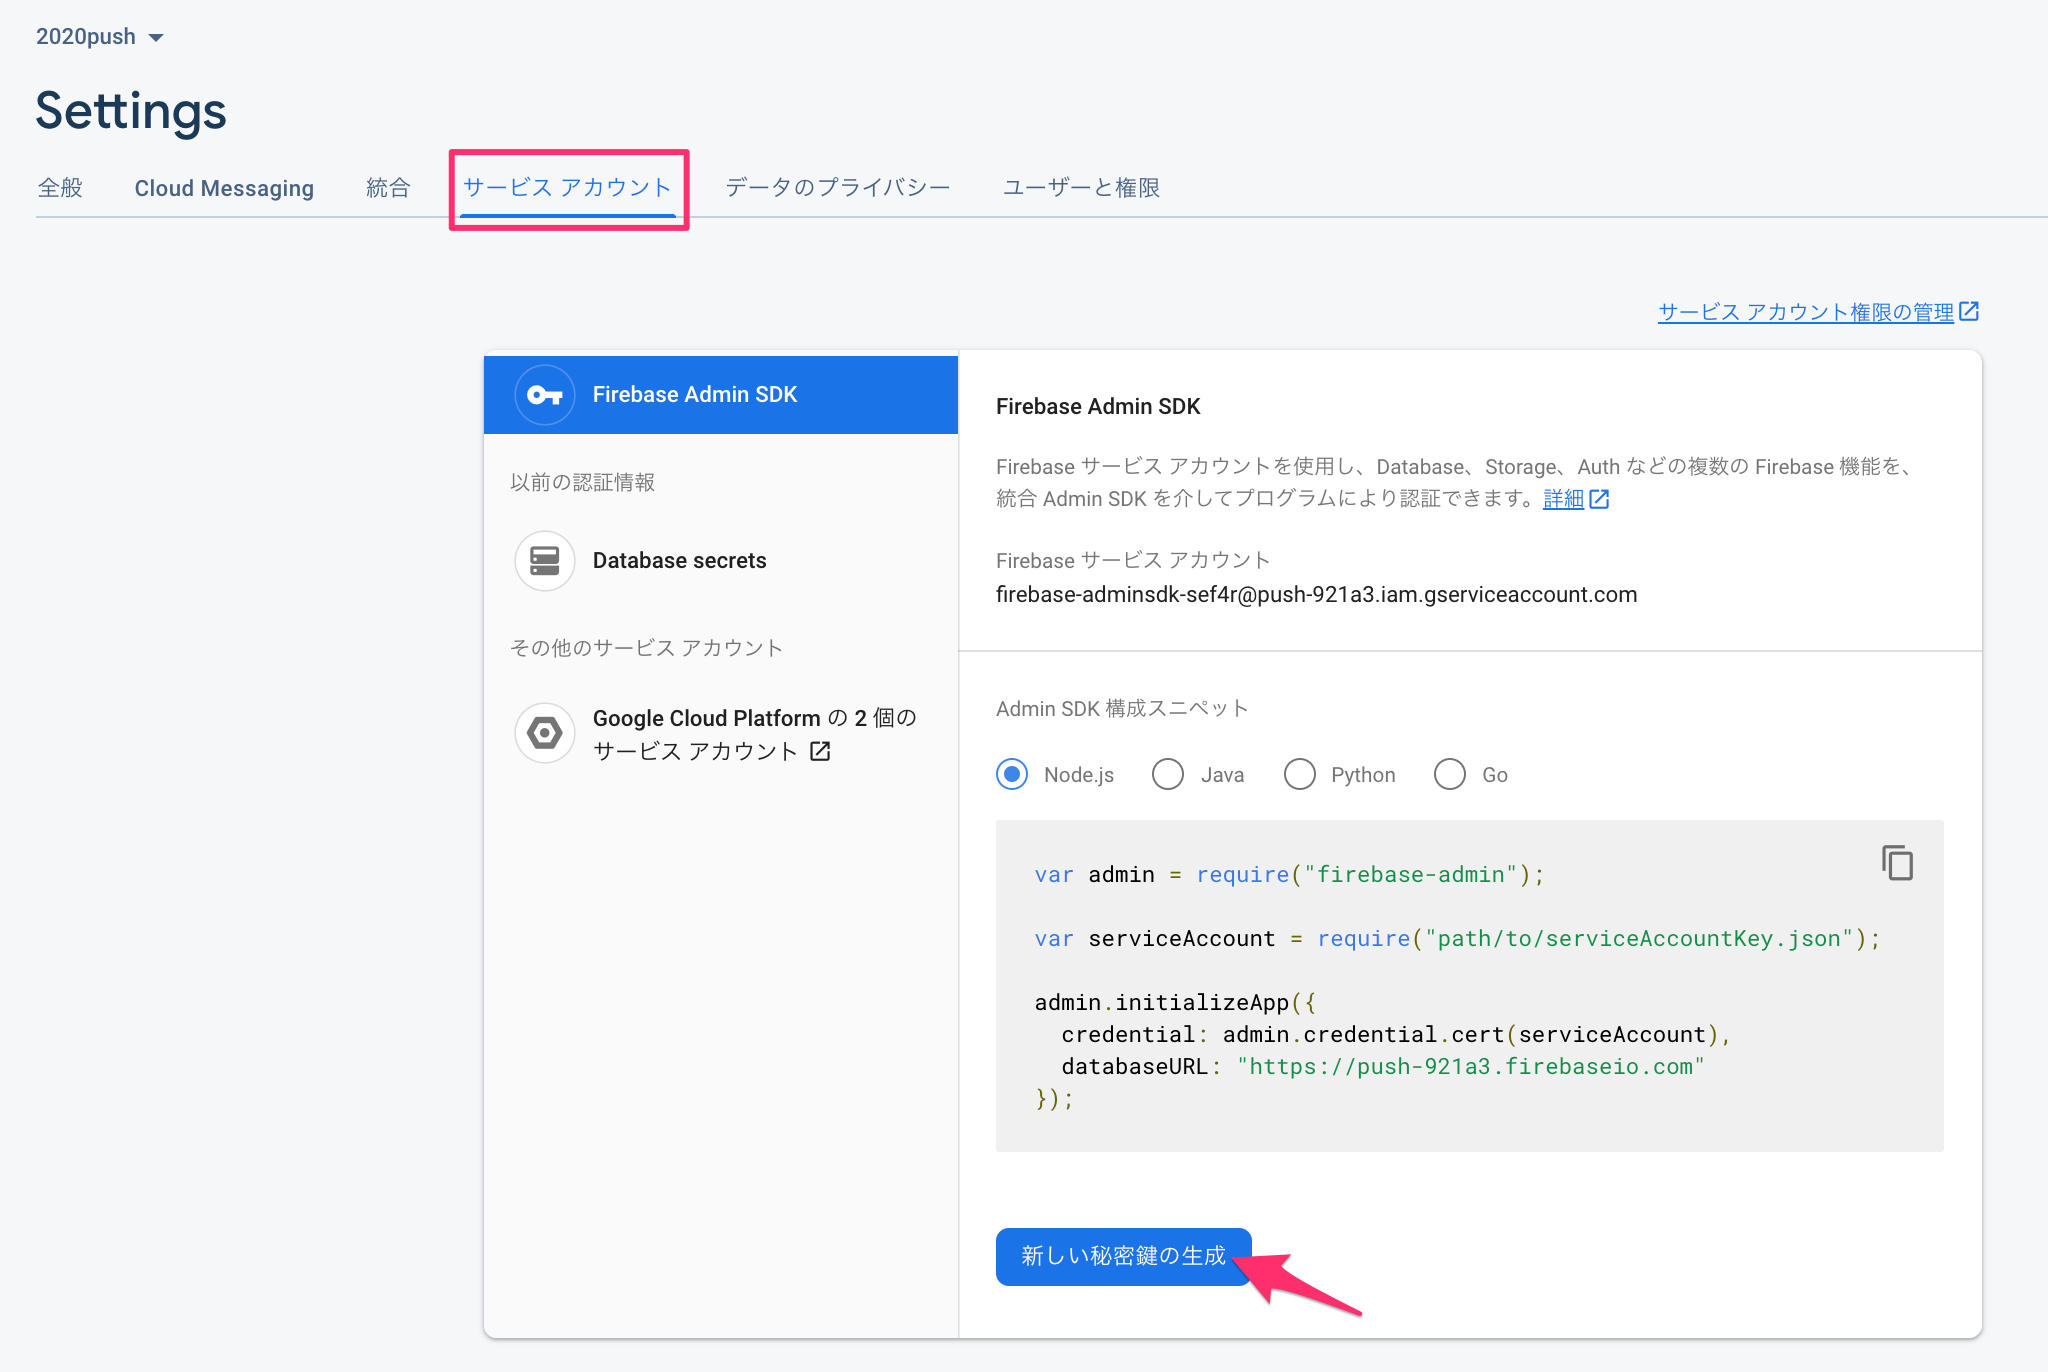 2020push
Settings
全般 Cloud Messaging 統合 サービス アカウント データのプライバシー ユーザーと権限
サービス アカウント権限の管理
Firebase Admin SDK
以前の認証情報
Database secrets
その他のサービス アカウント
Google Cloud Platform の 2 個の
サービス アカウント
Firebase Admin SDK
Firebase サービス アカウントを使用し、Database、Storage、Auth などの複数の Firebase 機能を、
統合 Admin SDK を介してプログラムにより認証できます。詳細
Firebase サービス アカウント
firebase-adminsdk-sef4r@push-921a3.iam.gserviceaccount.com
Admin SDK 構成スニペット
Node.js Java Python Go
var admin = require("firebase-admin");
var serviceAccount = require("path/to/serviceAccountKey.json");
admin.initializeApp({
  credential: admin.credential.cert(serviceAccount),
  databaseURL: "https://push-921a3.firebaseio.com"
});
新しい秘密鍵の生成